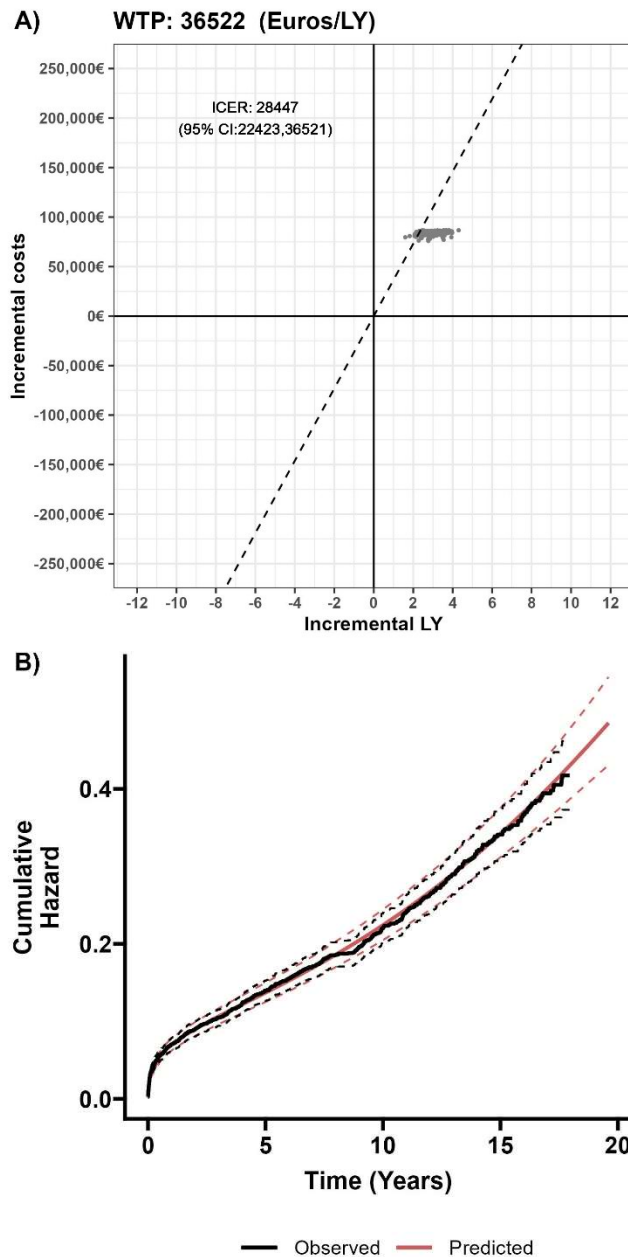 A) WTP: 36522 (Euros/LY)
250,000€
200,000€
150,000€
100,000€
50,000€
0€
-50,000€
-100,000€
-150,000€
-200,000€
-250,000€
Incremental costs
ICER: 28447
(95% CI:22423,36521)
-12 -10 -8 -6 -4 -2 0 2 4 6 8 10 12
Incremental LY
B)
0.4
0.2
0.0
Cumulative
Hazard
0 5 10 15 20
Time (Years)
Observed Predicted